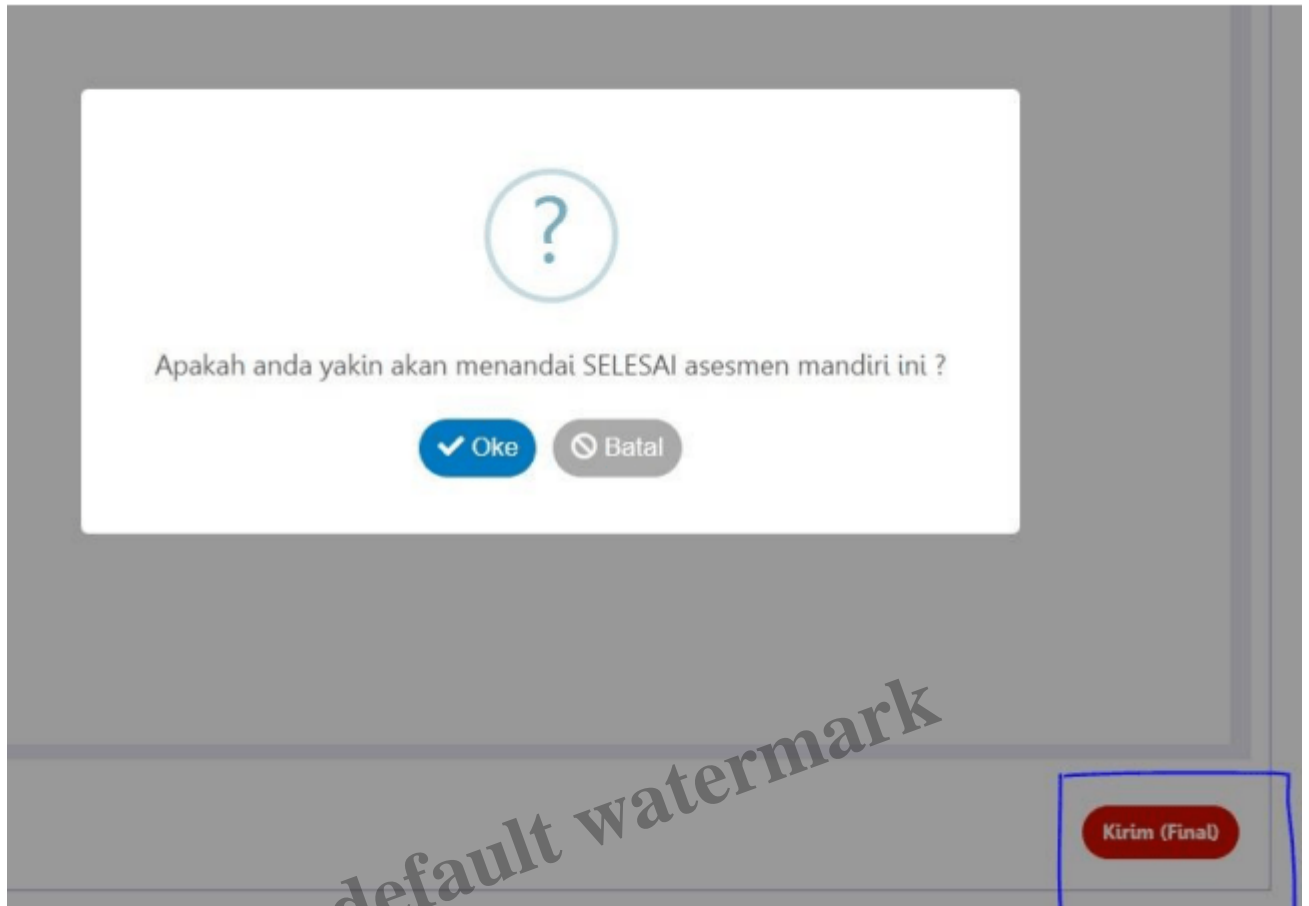 ?
Apakah anda yakin akan menandai SELESAI asesmen mandiri ini ?
Oke
Batal
default watermark
Kirim (Final)